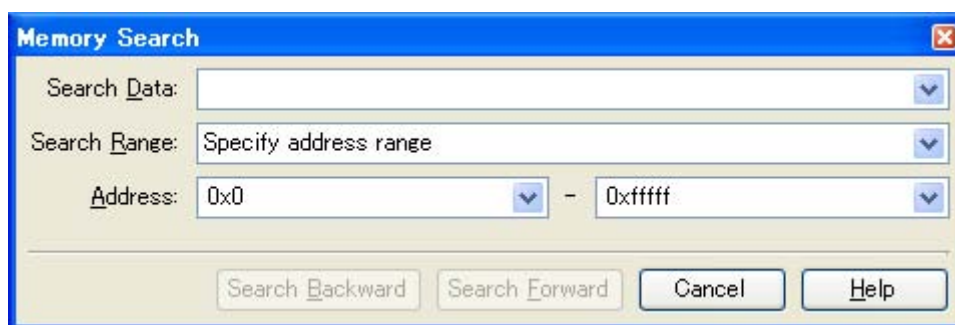 Memory Search
Search Data:
Search Range: Specify address range
Address: 0x0 - 0xfffff
Search Backward Search Forward Cancel Help